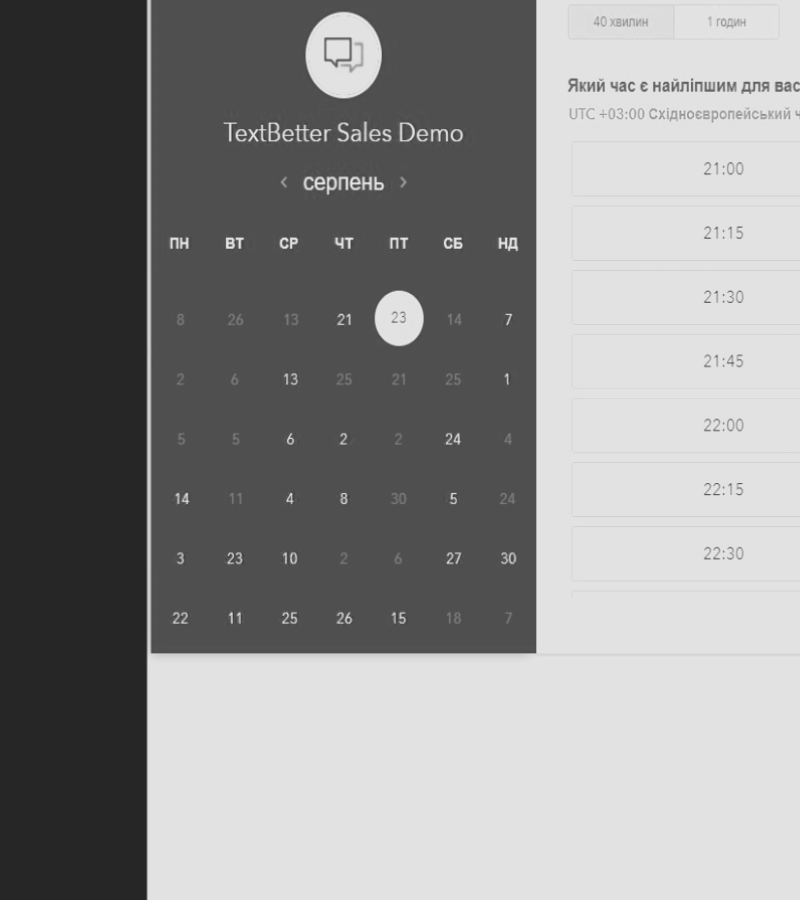 TextBetter Sales Demo
серпень
ПН ВТ СР ЧТ ПТ СБ НД
8 26 13 21 23 14 7
2 6 13 25 21 25 1
5 5 6 2 2 24 4
14 11 4 8 30 5 24
3 23 10 2 6 27 30
22 11 25 26 15 18 7
40 хвилин 1 годин
Який час є найліпшим для вас
UTC +03:00 Східноєвропейський ч
21:00
21:15
21:30
21:45
22:00
22:15
22:30